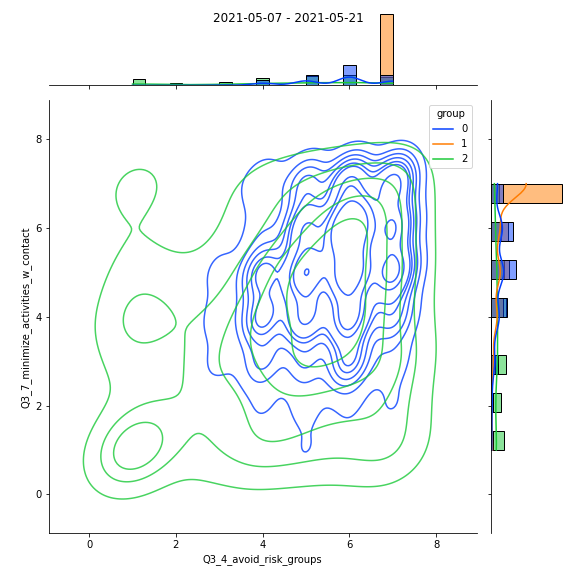 2021-05-07 - 2021-05-21
group
0
1
2
8
6
4
2
0
Q3_7_minimize_activities_w_contact
0 2 4 6 8
Q3_4_avoid_risk_groups